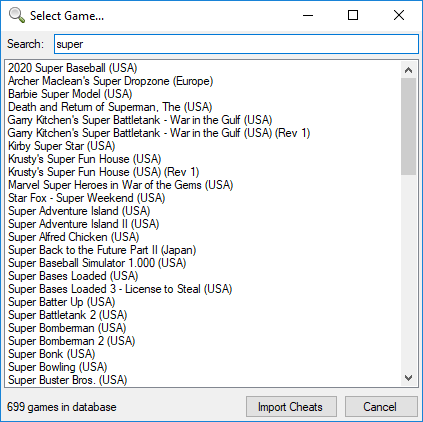 Select Game...
Search:
super
2020 Super Baseball (USA)
Archer Maclean's Super Dropzone (Europe)
Barbie Super Model (USA)
Death and Return of Superman, The (USA)
Garry Kitchen's Super Battletank - War in the Gulf (USA)
Garry Kitchen's Super Battletank - War in the Gulf (USA) (Rev 1)
Kirby Super Star (USA)
Krusty's Super Fun House (USA)
Krusty's Super Fun House (USA) (Rev 1)
Marvel Super Heroes in War of the Gems (USA)
Star Fox - Super Weekend (USA)
Super Adventure Island (USA)
Super Adventure Island II (USA)
Super Alfred Chicken (USA)
Super Back to the Future Part II (Japan)
Super Baseball Simulator 1.000 (USA)
Super Bases Loaded (USA)
Super Bases Loaded 3 - License to Steal (USA)
Super Batter Up (USA)
Super Battletank 2 (USA)
Super Bomberman (USA)
Super Bomberman 2 (USA)
Super Bonk (USA)
Super Bowling (USA)
Super Buster Bros. (USA)
699 games in database
Import Cheats
Cancel